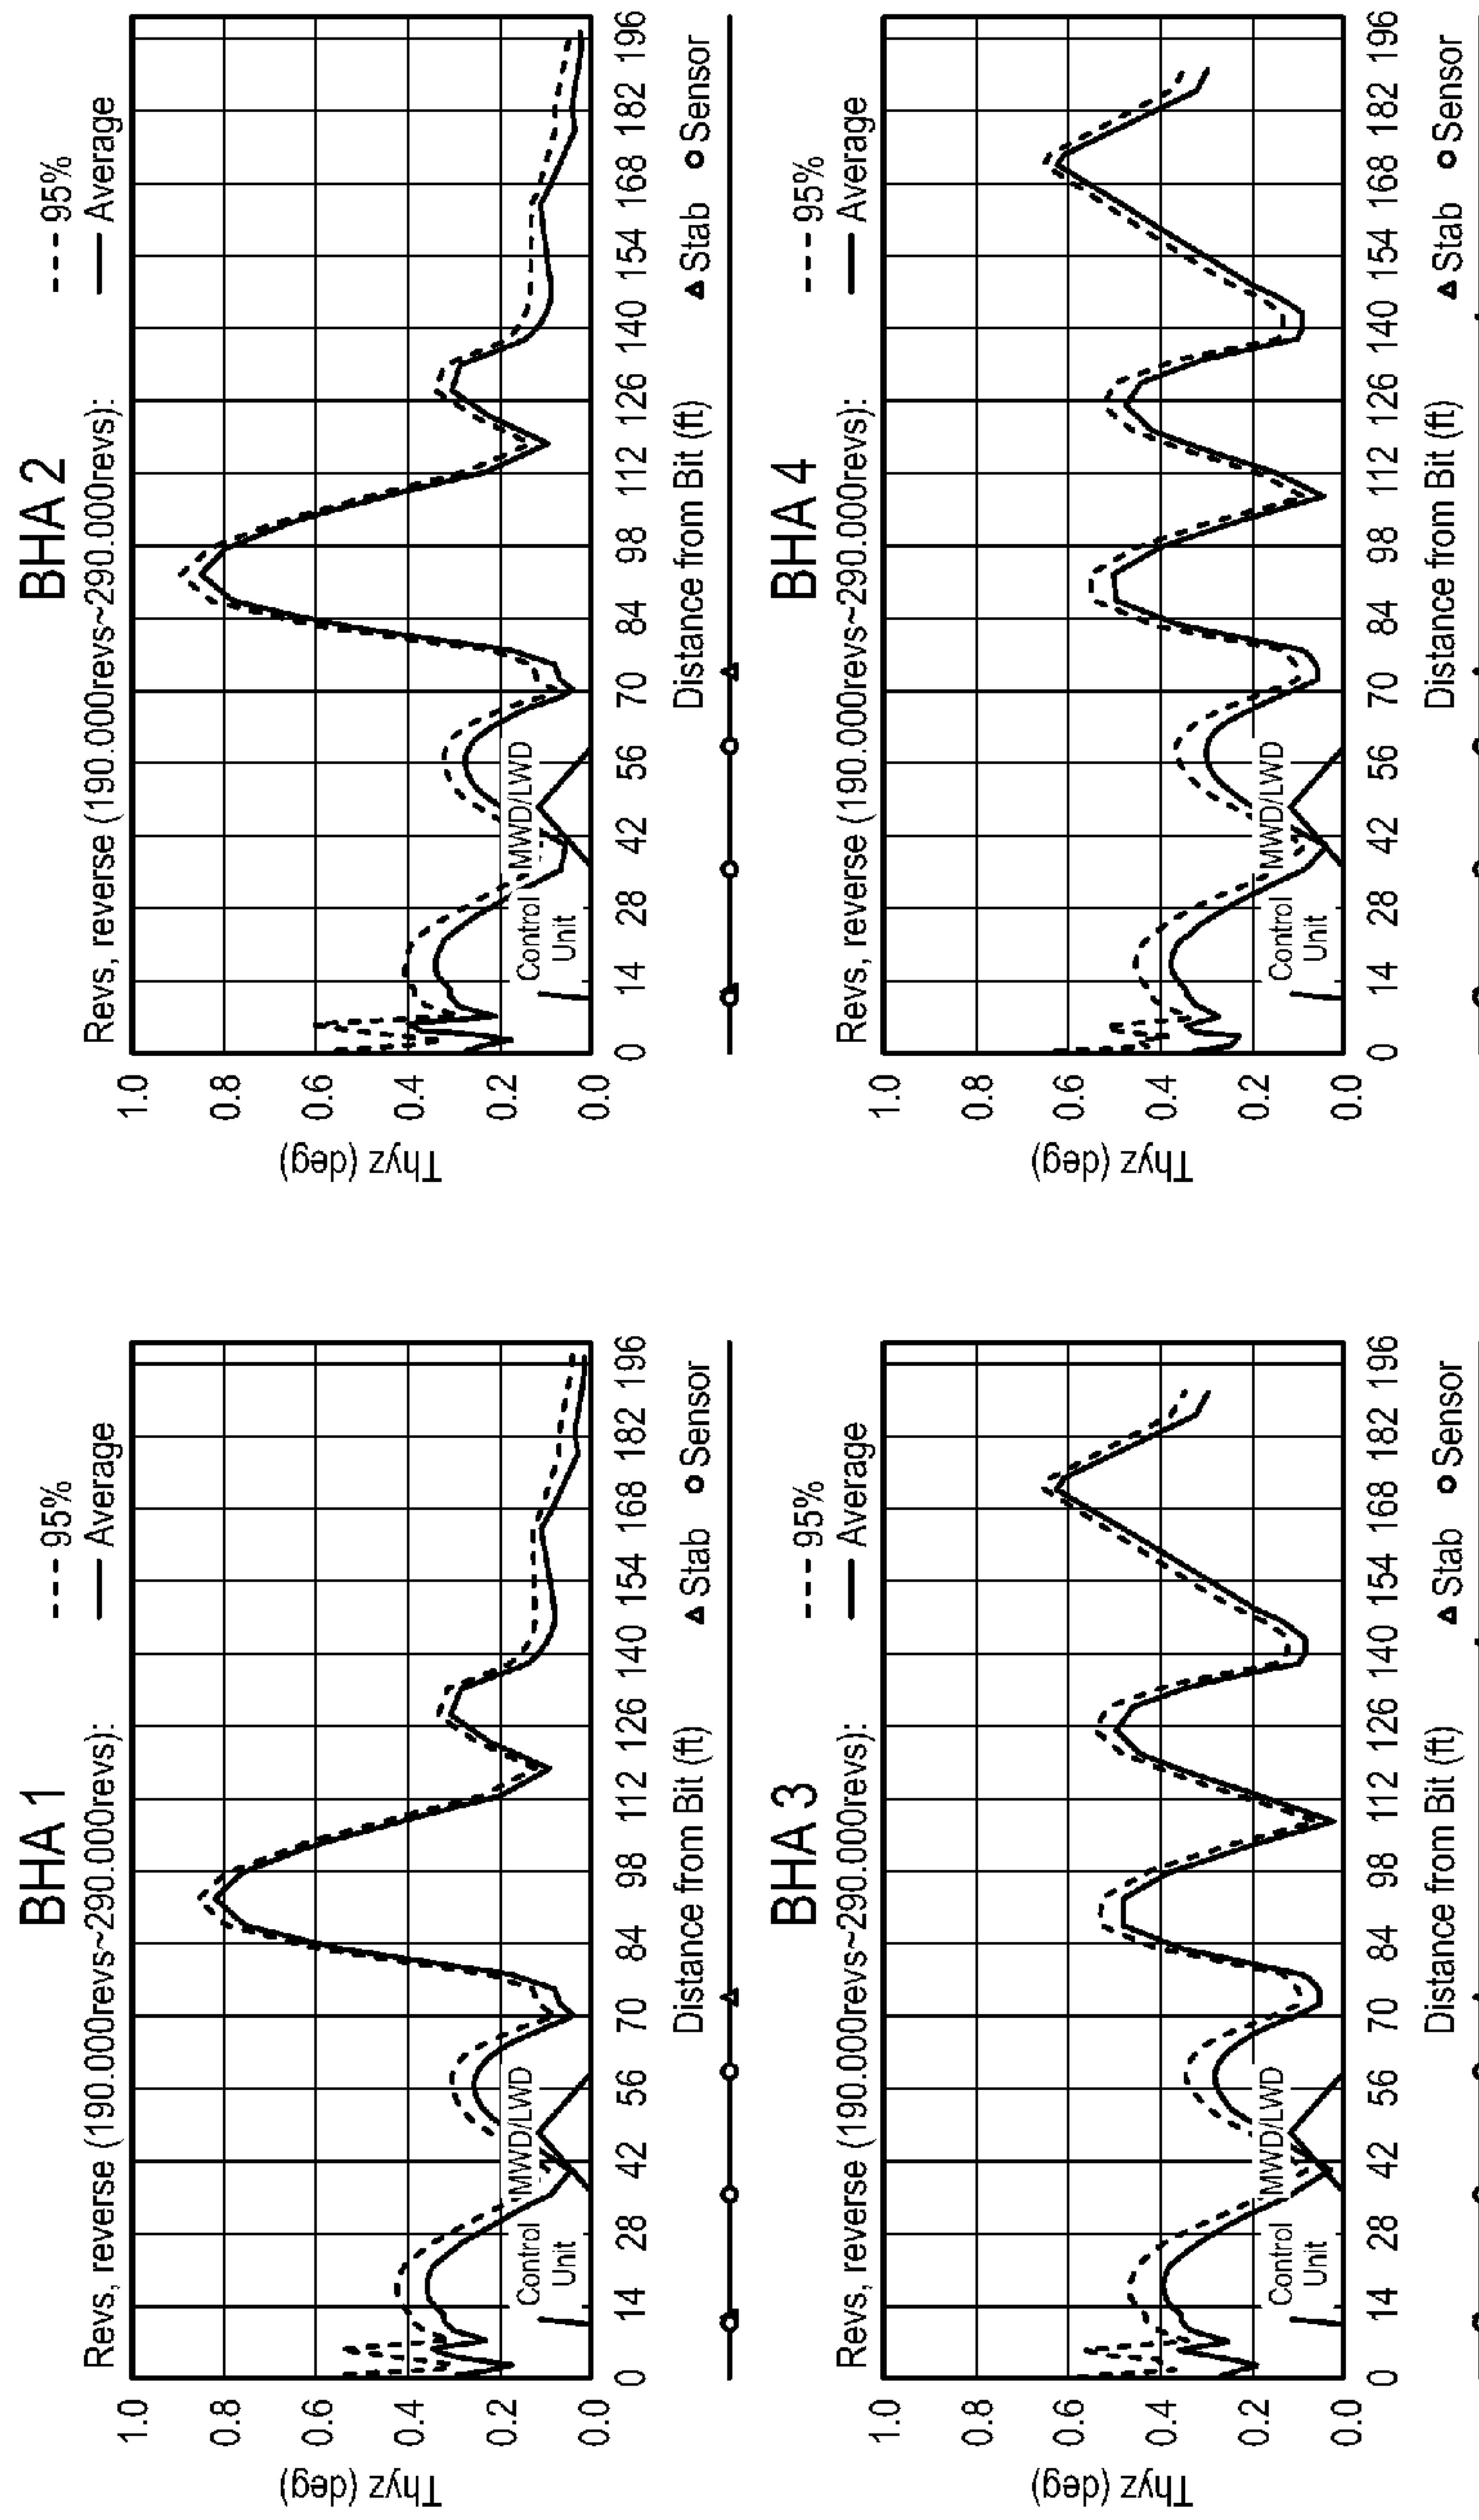 BHA 1
Revs, reverse (190.000revs~290.000revs):
95%
Average
Thyz (deg)
1.0
0.8
0.6
0.4
0.2
0.0
Control
Unit
MWD/LWD
0 14 28 42 56 70 84 98 112 126 140 154 168 182 196
Distance from Bit (ft)
Stab
Sensor
BHA 2
Revs, reverse (190.000revs~290.000revs):
95%
Average
Thyz (deg)
1.0
0.8
0.6
0.4
0.2
0.0
Control
Unit
MWD/LWD
0 14 28 42 56 70 84 98 112 126 140 154 168 182 196
Distance from Bit (ft)
Stab
Sensor
BHA 3
Revs, reverse (190.000revs~290.000revs):
95%
Average
Thyz (deg)
1.0
0.8
0.6
0.4
0.2
0.0
Control
Unit
MWD/LWD
0 14 28 42 56 70 84 98 112 126 140 154 168 182 196
Distance from Bit (ft)
Stab
Sensor
BHA 4
Revs, reverse (190.000revs~290.000revs):
95%
Average
Thyz (deg)
1.0
0.8
0.6
0.4
0.2
0.0
Control
Unit
MWD/LWD
0 14 28 42 56 70 84 98 112 126 140 154 168 182 196
Distance from Bit (ft)
Stab
Sensor